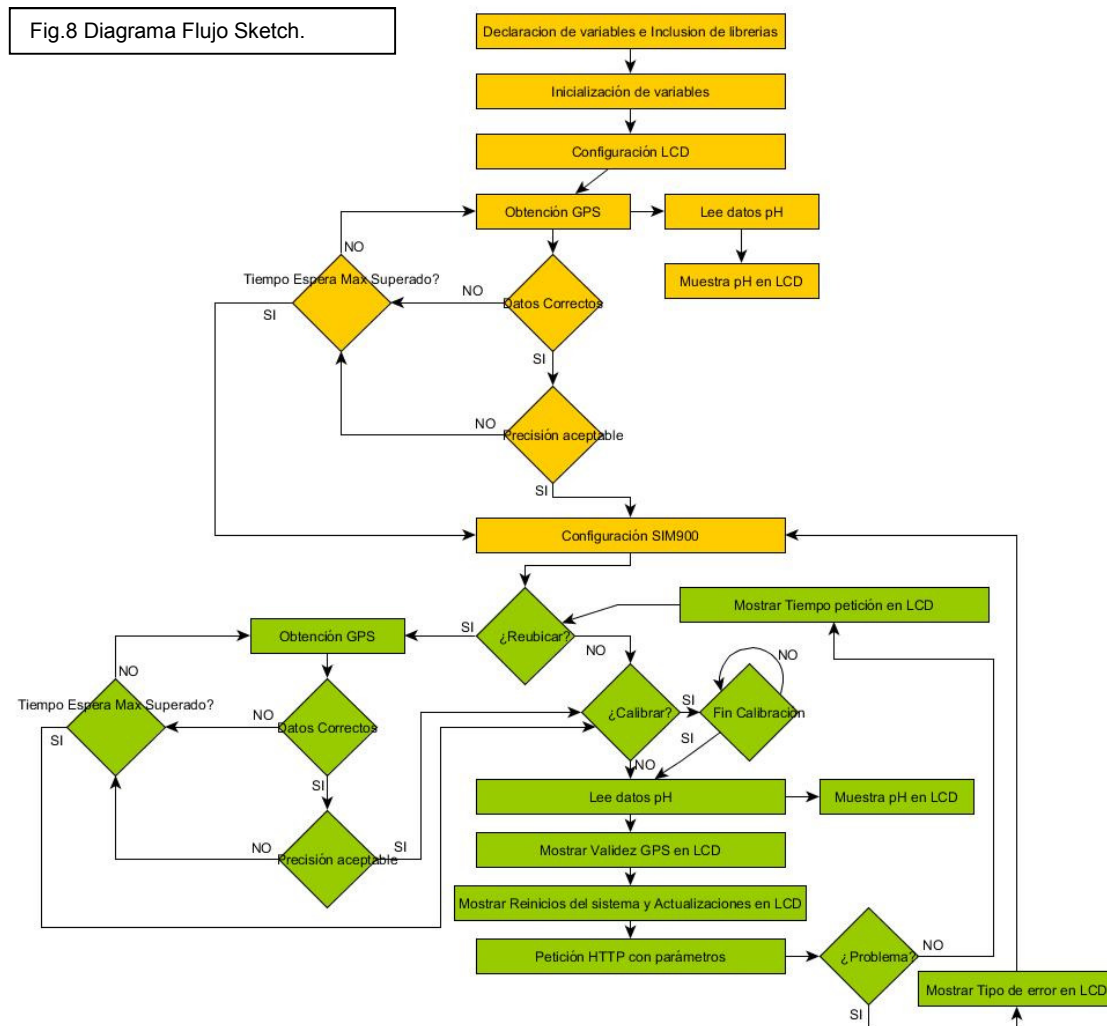 Fig.8 Diagrama Flujo Sketch.
Declaracion de variables e Inclusion de librerias
Inicialización de variables
Configuración LCD
Obtención GPS
Lee datos pH
NO
Tiempo Espera Max Superado?
Muestra pH en LCD
NO
Datos Correctos
SI
SI
NO
Precisión aceptable
SI
Configuración SIM900
Mostrar Tiempo petición en LCD
Obtención GPS
SI
¿Reubicar?
NO
NO
NO
Tiempo Espera Max Superado?
SI
NO
Datos Correctos
SI
¿Calibrar?
SI
Fin Calibración
SI
NO
SI
Lee datos pH
Muestra pH en LCD
NO
Precisión aceptable
SI
Mostrar Validez GPS en LCD
Mostrar Reinicios del sistema y Actualizaciones en LCD
Petición HTTP con parámetros
¿Problema?
NO
Mostrar Tipo de error en LCD
SI